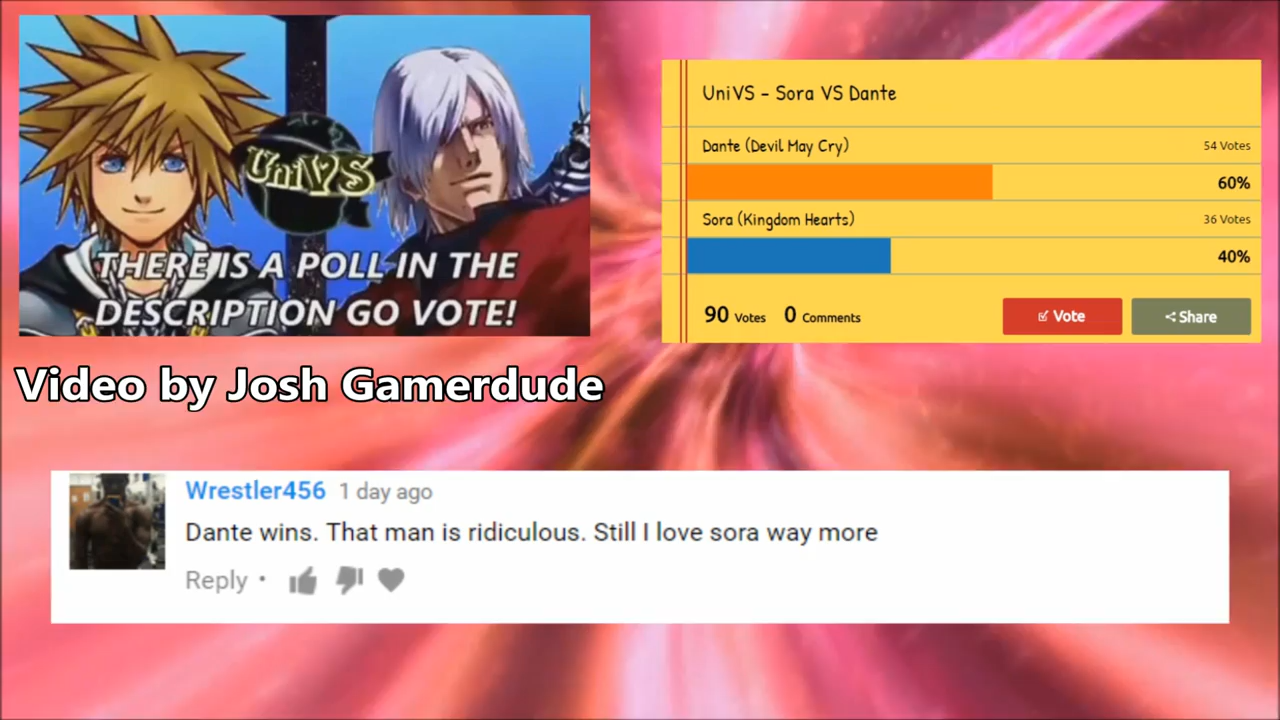 UniVS
THERE IS A POLL IN THE
DESCRIPTION GO VOTE!
Video by Josh Gamerdude
UniVS - Sora VS Dante
Dante (Devil May Cry) 54 Votes
60%
Sora (Kingdom Hearts) 36 Votes
40%
90 Votes 0 Comments Vote Share
Wrestler456 1 day ago
Dante wins. That man is ridiculous. Still I love sora way more
Reply •